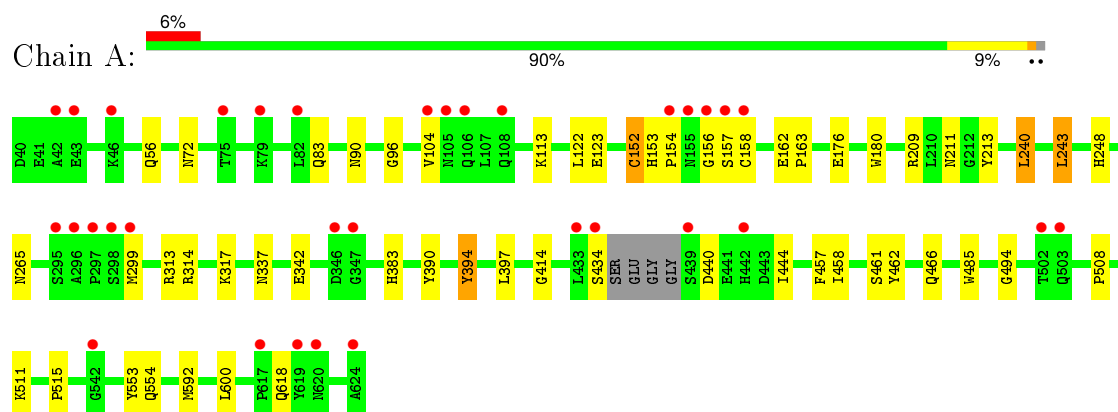 6%
Chain A:
90%
9%
••
D40 E41 A42 E43 K46 Q56 N72 T75 K79 L82 Q83 N90 G96 V104 N105 Q106 L107 Q108 K113 L122 E123 C152 H153 P154 N155 G156 S157 C158 E162 P163 E176 W180 R209 L210 N211 G212 Y213 L240 L243 H248
N265 S295 A296 P297 S298 M299 R313 R314 K317 N337 E342 D346 G347 H383 Y390 Y394 L397 G414 L433 S434 SER GLU GLY GLY S439 D440 E441 H442 D443 I444 F457 I458 S461 Y462 Q466 W485 G494 T502 Q503 P508
K511 P515 G542 Y553 Q554 M592 L600 P617 Q618 Y619 N620 A624